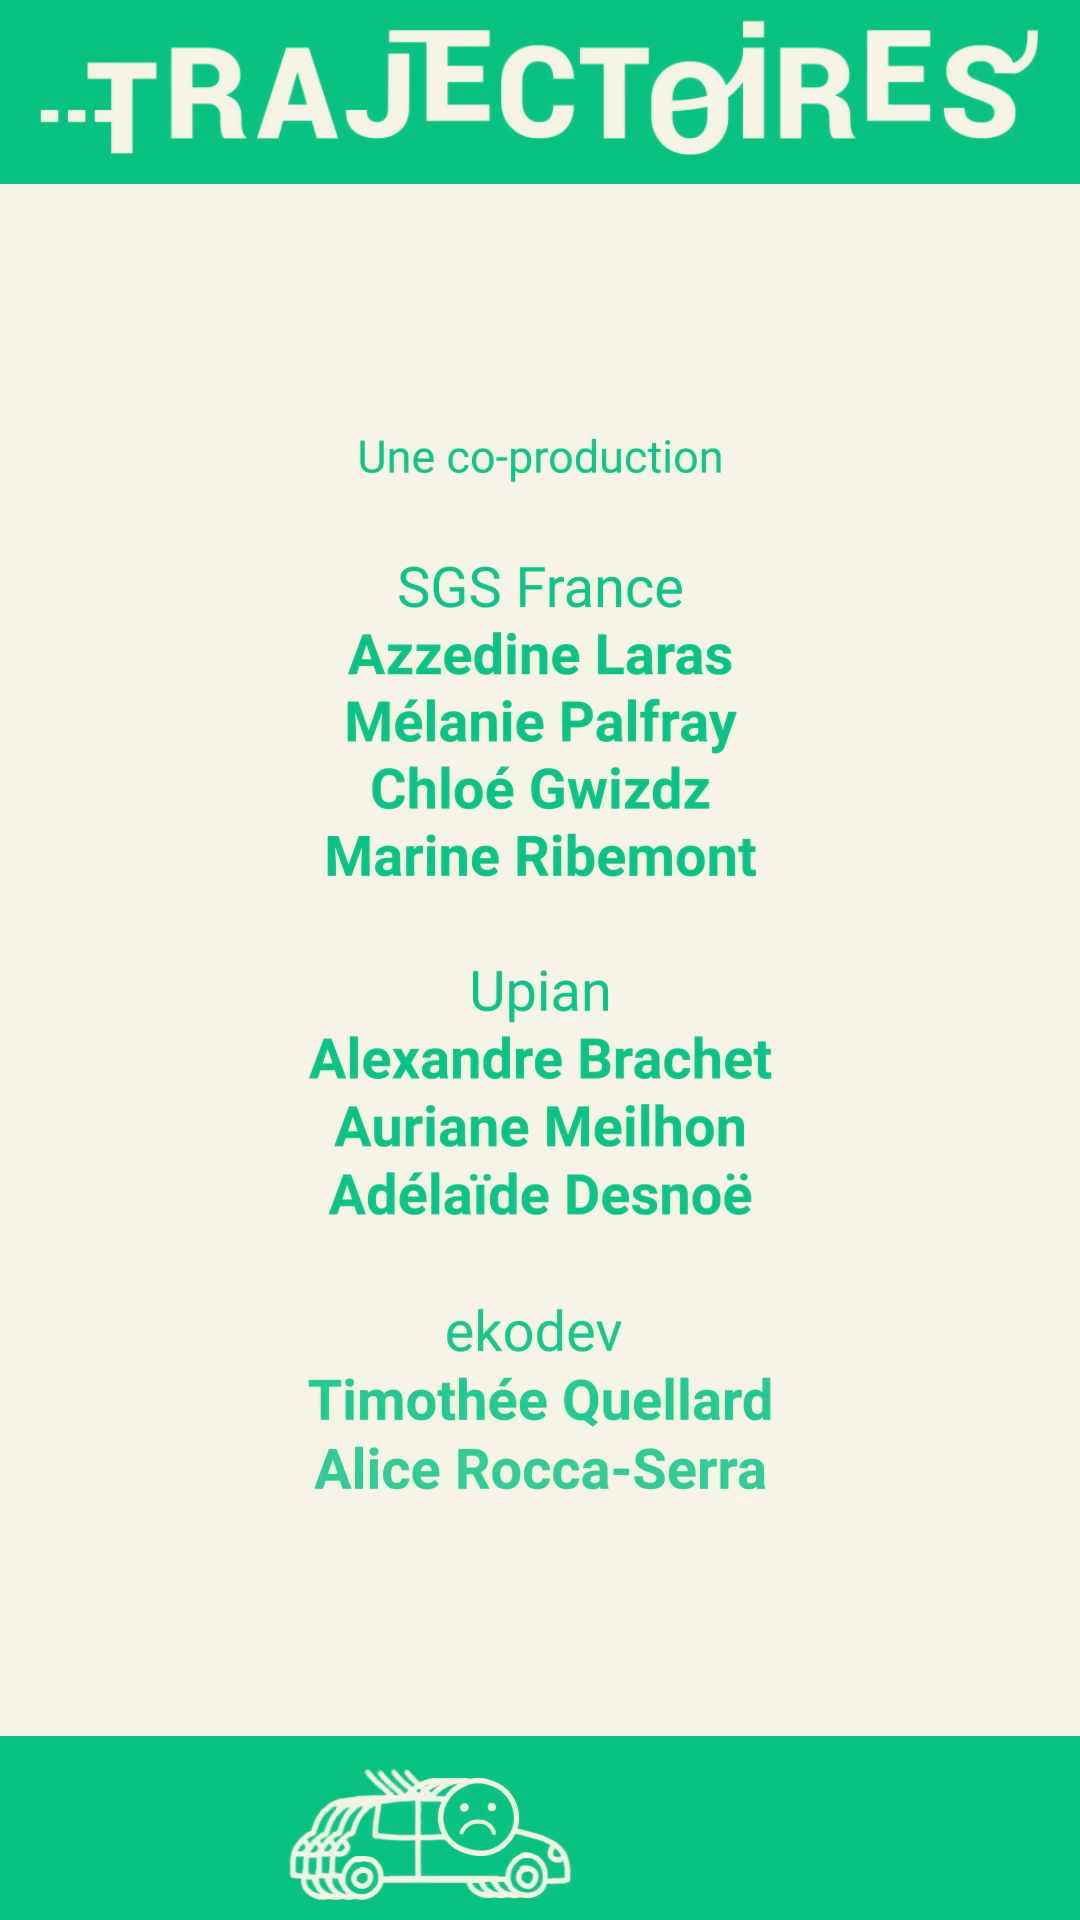 TRAJECTOIRES
Une co-production
SGS France
Azzedine Laras
Mélanie Palfray
Chloé Gwizdz
Marine Ribemont
Upian
Alexandre Brachet
Auriane Meilhon
Adélaïde Desnoë
ekodev
Timothée Quellard
Alice Rocca-Serra